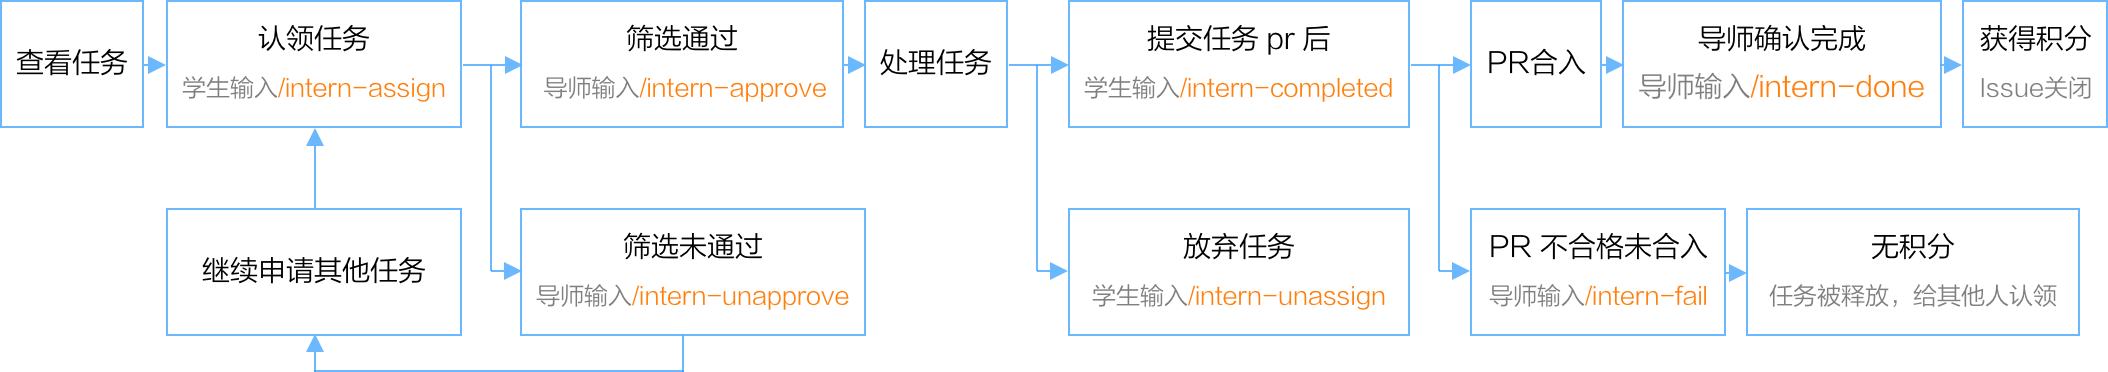 查看任务
认领任务
学生输入/intern-assign
筛选通过
导师输入/intern-approve
处理任务
提交任务 pr 后
学生输入/intern-completed
PR合入
导师确认完成
导师输入/intern-done
获得积分
Issue关闭
继续申请其他任务
筛选未通过
导师输入/intern-unapprove
放弃任务
学生输入/intern-unassign
PR 不合格未合入
导师输入/intern-fail
无积分
任务被释放，给其他人认领